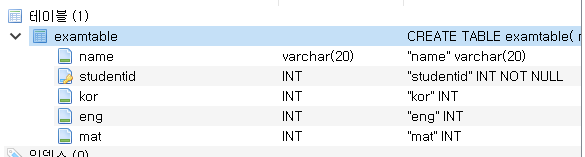 테이블 (1)
examtable CREATE TABLE examtable(
name varchar(20) "name" varchar(20)
studentid INT "studentid" INT NOT NULL
kor INT "kor" INT
eng INT "eng" INT
mat INT "mat" INT
인덱스 (0)